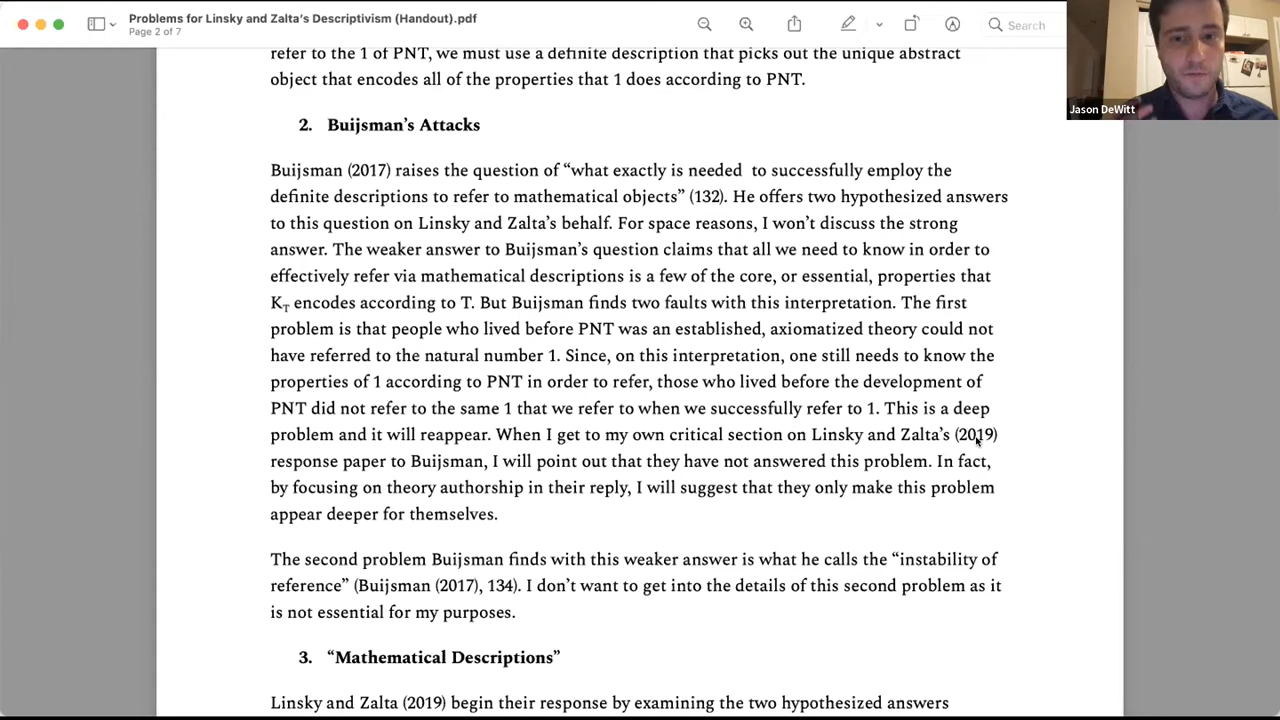 Problems for Linsky and Zalta's Descriptivism (Handout).pdf
Page 2 of 7
Search
Jason DeWitt
refer to the 1 of PNT, we must use a definite description that picks out the unique abstract
object that encodes all of the properties that 1 does according to PNT.
2. Buijsman's Attacks
Buijsman (2017) raises the question of “what exactly is needed to successfully employ the
definite descriptions to refer to mathematical objects” (132). He offers two hypothesized answers
to this question on Linsky and Zalta's behalf. For space reasons, I won't discuss the strong
answer. The weaker answer to Buijsman's question claims that all we need to know in order to
effectively refer via mathematical descriptions is a few of the core, or essential, properties that
K_T encodes according to T. But Buijsman finds two faults with this interpretation. The first
problem is that people who lived before PNT was an established, axiomatized theory could not
have referred to the natural number 1. Since, on this interpretation, one still needs to know the
properties of 1 according to PNT in order to refer, those who lived before the development of
PNT did not refer to the same 1 that we refer to when we successfully refer to 1. This is a deep
problem and it will reappear. When I get to my own critical section on Linsky and Zalta's (2019)
response paper to Buijsman, I will point out that they have not answered this problem. In fact,
by focusing on theory authorship in their reply, I will suggest that they only make this problem
appear deeper for themselves.
The second problem Buijsman finds with this weaker answer is what he calls the “instability of
reference” (Buijsman (2017), 134). I don't want to get into the details of this second problem as it
is not essential for my purposes.
3. “Mathematical Descriptions”
Linsky and Zalta (2019) begin their response by examining the two hypothesized answers